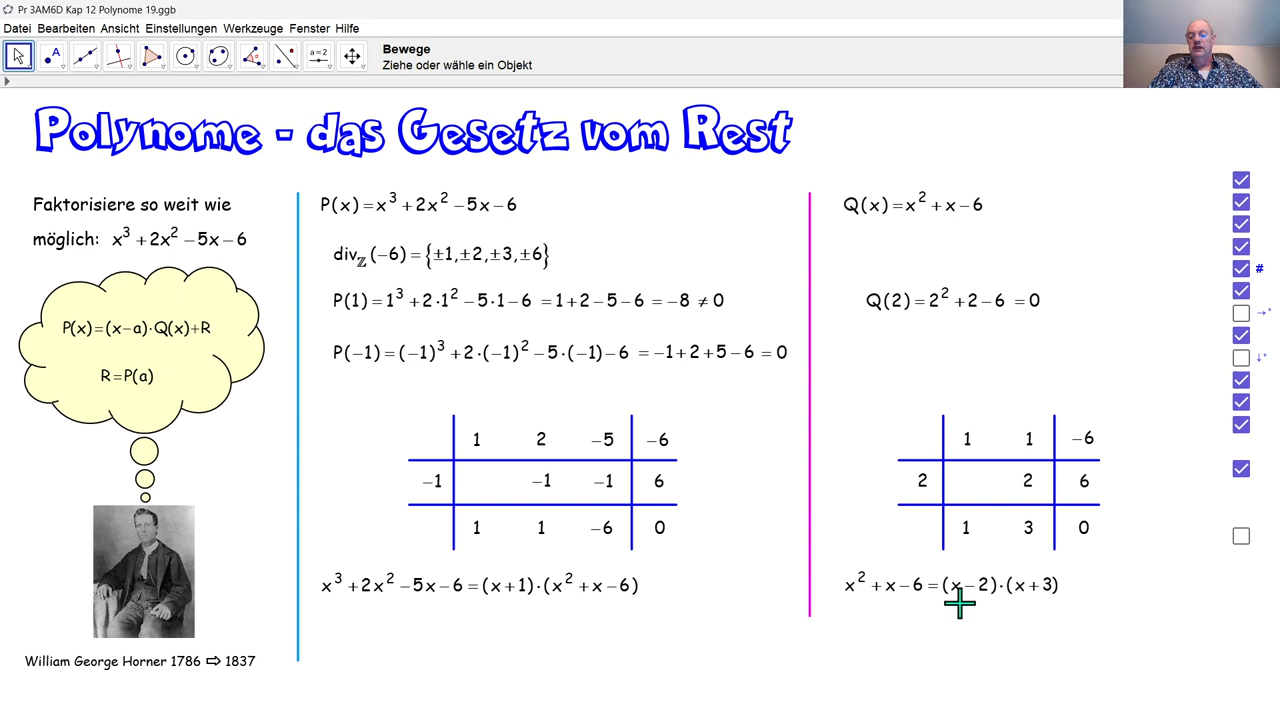 Pr 3AM6D Kap 12 Polynome 19.ggb
Datei Bearbeiten Ansicht Einstellungen Werkzeuge Fenster Hilfe
A
a=2
Bewege
Ziehe oder wähle ein Objekt
Polynome - das Gesetz vom Rest
Faktorisiere so weit wie
möglich: x³ + 2x² − 5x − 6
P(x)=(x−a)·Q(x)+R
R=P(a)
William George Horner 1786 ⇨ 1837
P(x) = x³ + 2x² − 5x − 6
div_ℤ(−6) = {±1, ±2, ±3, ±6}
P(1) = 1³ + 2·1² − 5·1 − 6 = 1 + 2 − 5 − 6 = −8 ≠ 0
P(−1) = (−1)³ + 2·(−1)² − 5·(−1) − 6 = −1 + 2 + 5 − 6 = 0
1 2 −5 −6
−1 −1 −1 6
1 1 −6 0
x³ + 2x² − 5x − 6 = (x+1)·(x² + x − 6)
Q(x) = x² + x − 6
Q(2) = 2² + 2 − 6 = 0
1 1 −6
2 2 6
1 3 0
x² + x − 6 = (x − 2)·(x + 3)
#
→*
↓*